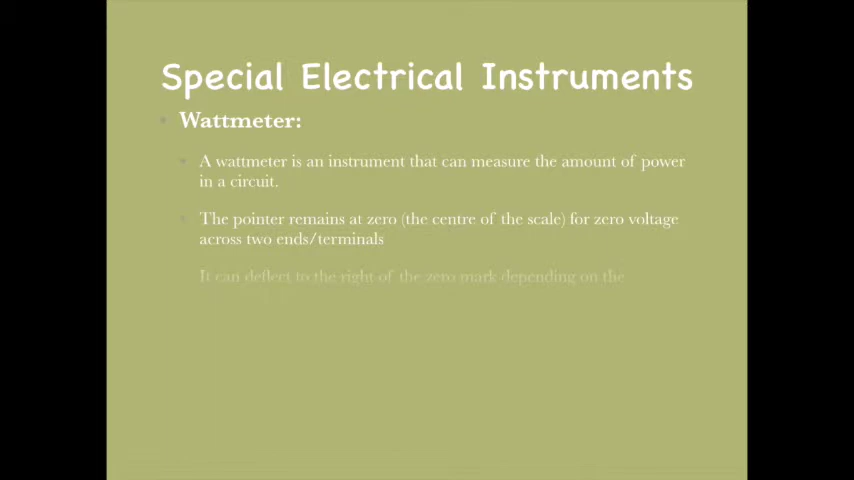 Special Electrical Instruments
Wattmeter:
A wattmeter is an instrument that can measure the amount of power
in a circuit.
The pointer remains at zero (the centre of the scale) for zero voltage
across two ends/terminals
It can deflect to the right of the zero mark depending on the